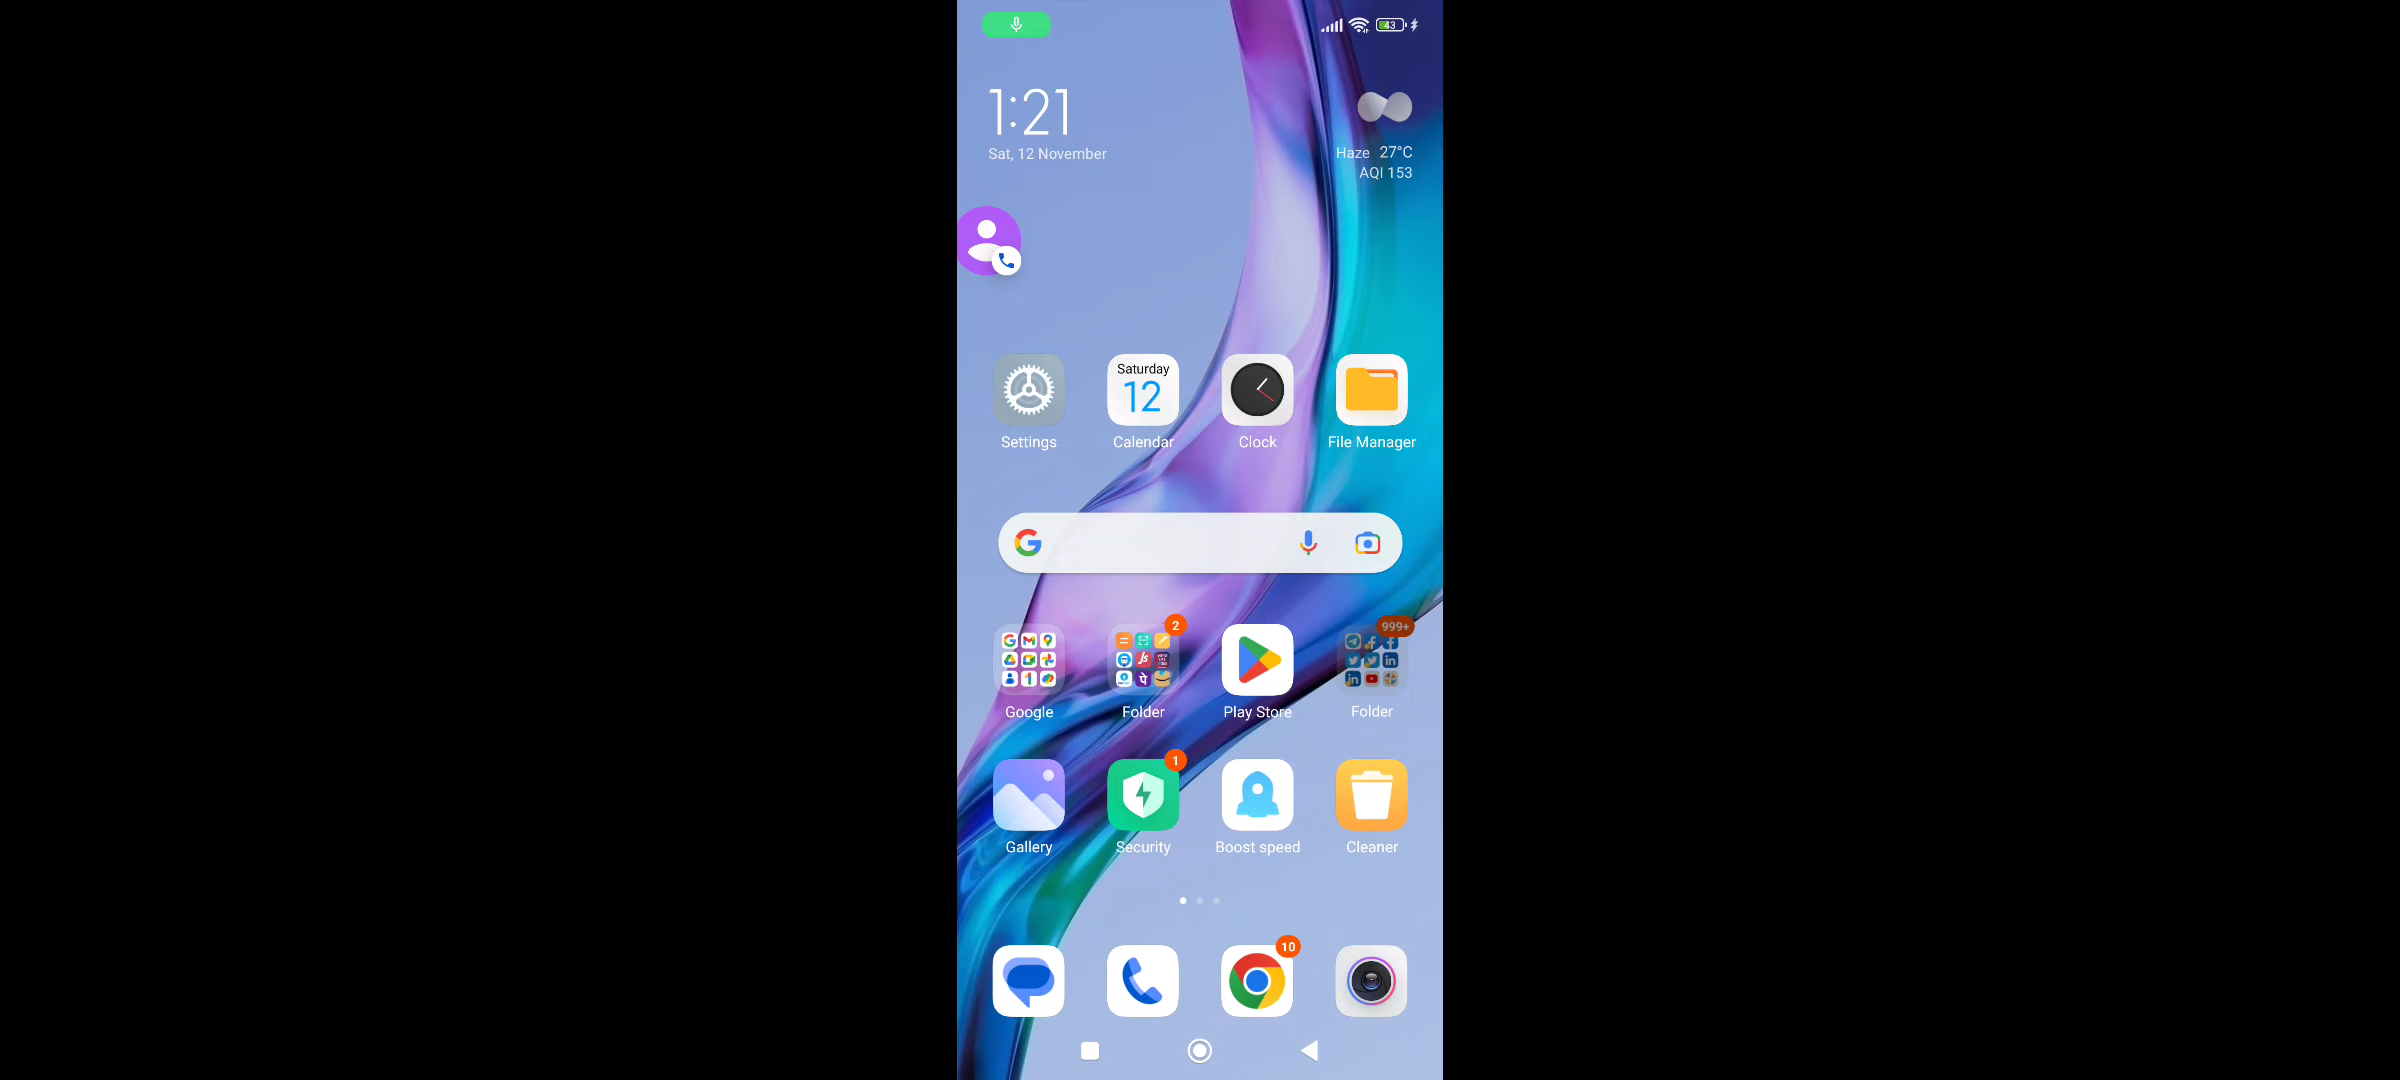 43
1:21
Sat, 12 November
Haze 27°C
AQI 153
Saturday
12
Settings
Calendar
Clock
File Manager
2
999+
Google
Folder
Play Store
Folder
1
Gallery
Security
Boost speed
Cleaner
10